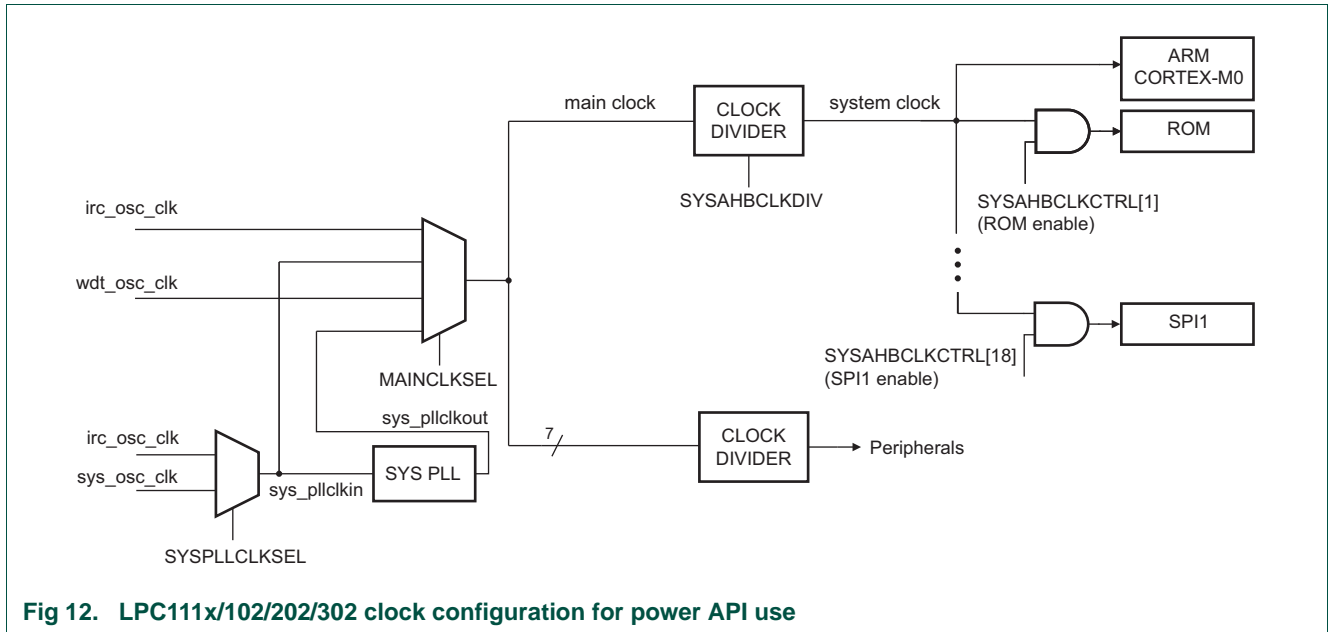 ARM
CORTEX-M0
main clock
CLOCK
DIVIDER
system clock
ROM
SYSAHBCLKDIV
SYSAHBCLKCTRL[1]
(ROM enable)
irc_osc_clk
wdt_osc_clk
SPI1
SYSAHBCLKCTRL[18]
(SPI1 enable)
MAINCLKSEL
sys_pllclkout
irc_osc_clk
7
CLOCK
DIVIDER
Peripherals
sys_osc_clk
SYS PLL
sys_pllclkin
SYSPLLCLKSEL
Fig 12. LPC111x/102/202/302 clock configuration for power API use